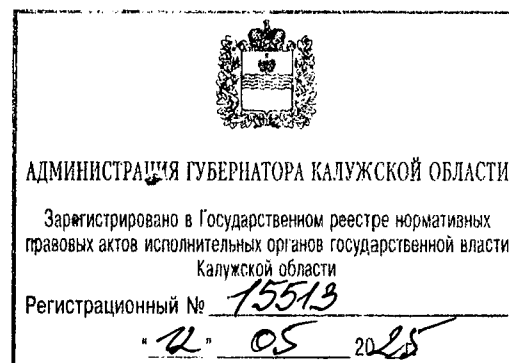 АДМИНИСТРАЦИЯ ГУБЕРНАТОРА КАЛУЖСКОЙ ОБЛАСТИ
Зарегистрировано в Государственном реестре нормативных
правовых актов исполнительных органов государственной власти
Калужской области
Регистрационный № 15513
"12" 05 2025